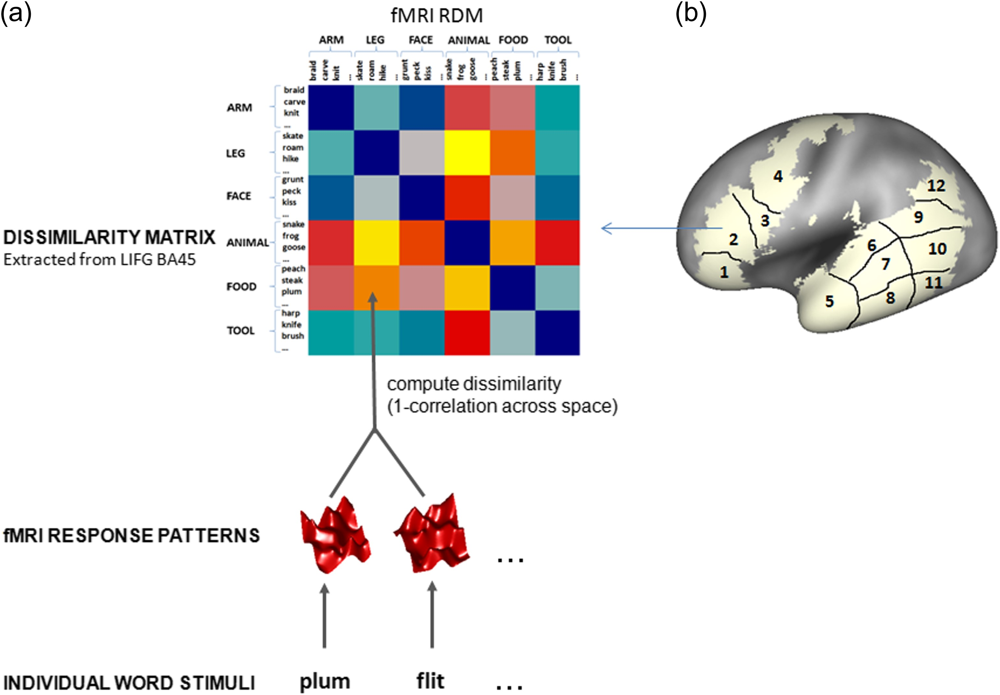 (a)
fMRI RDM
(b)
ARM LEG FACE ANIMAL FOOD TOOL
braid carve knit ... skate roam hike ... grunt peck kiss ... snake frog goose ... peach steak plum ... harp knife brush ...
braid
ARM carve
knit
...
skate
LEG roam
hike
...
grunt
FACE peck
kiss
...
snake
ANIMAL frog
goose
...
peach
FOOD steak
plum
...
harp
TOOL knife
brush
...
DISSIMILARITY MATRIX
Extracted from LIFG BA45
4
12
3
9
2
6
10
7
1
11
5
8
compute dissimilarity
(1-correlation across space)
fMRI RESPONSE PATTERNS ...
INDIVIDUAL WORD STIMULI plum flit ...